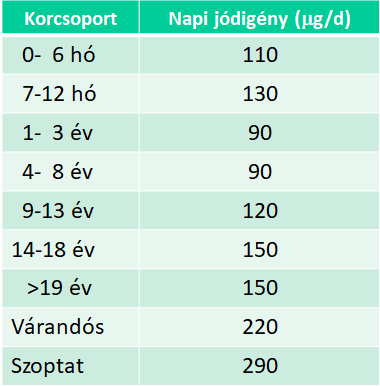 Korcsoport Napi jódigény (µg/d)
0- 6 hó 110
7-12 hó 130
1- 3 év 90
4- 8 év 90
9-13 év 120
14-18 év 150
>19 év 150
Várandós 220
Szoptat 290